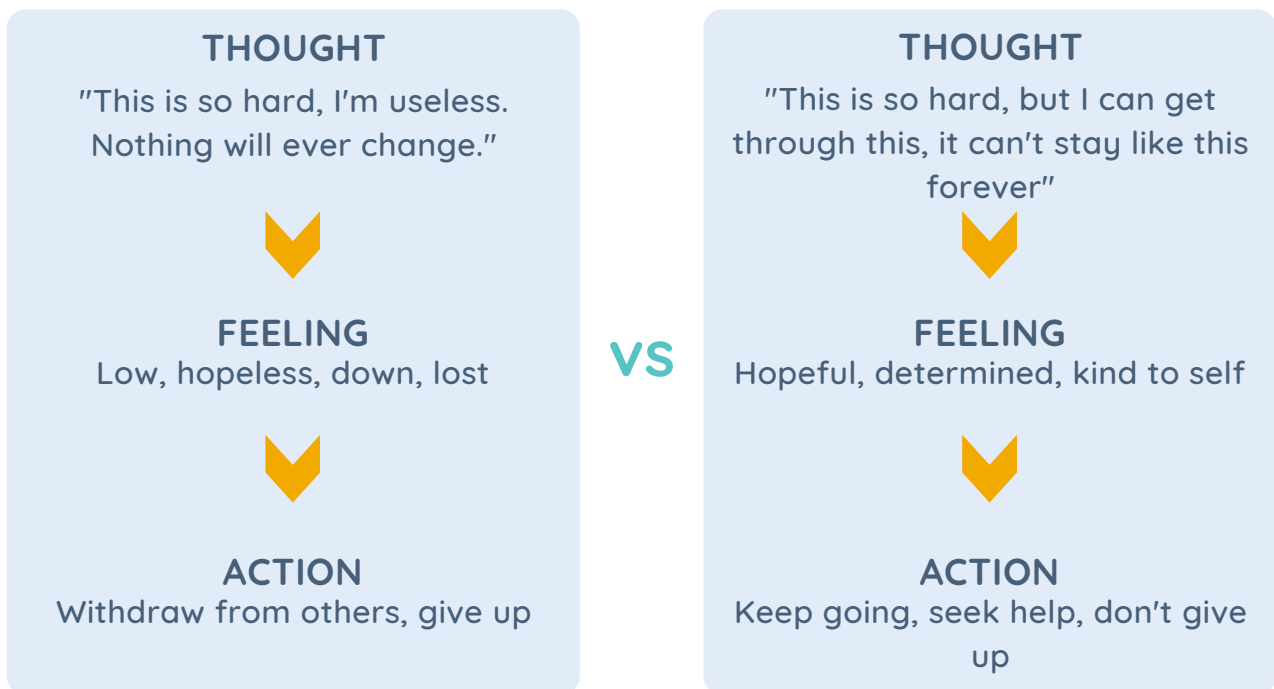 THOUGHT
"This is so hard, I'm useless.
Nothing will ever change."
FEELING
Low, hopeless, down, lost
ACTION
Withdraw from others, give up
vs
THOUGHT
"This is so hard, but I can get
through this, it can't stay like this
forever"
FEELING
Hopeful, determined, kind to self
ACTION
Keep going, seek help, don't give
up